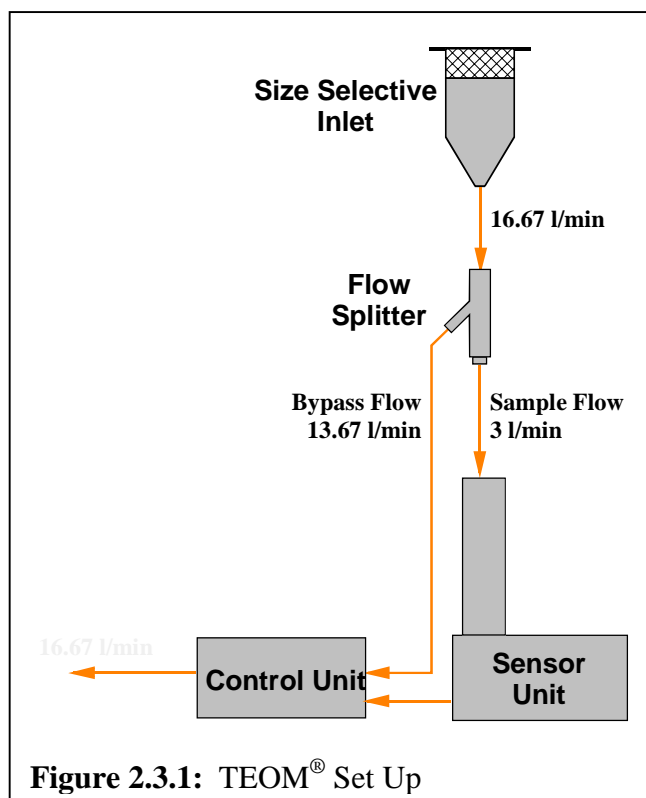 Size Selective
Inlet
16.67 l/min
Flow
Splitter
Bypass Flow
13.67 l/min
Sample Flow
3 l/min
16.67 l/min
Control Unit
Sensor
Unit
Figure 2.3.1: TEOM® Set Up